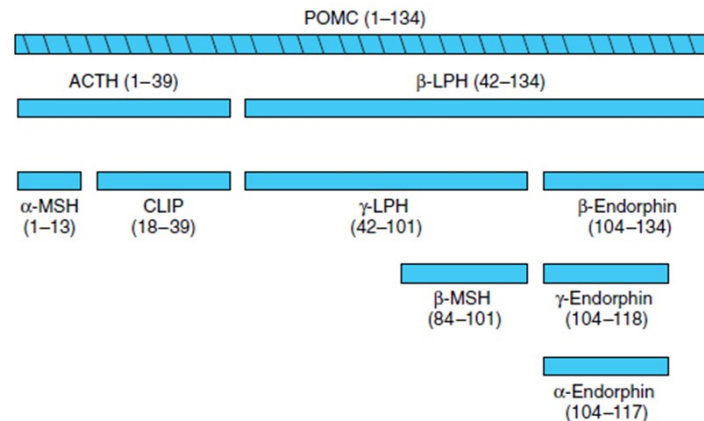 POMC (1–134)
ACTH (1–39)
β-LPH (42–134)
α-MSH
(1–13)
CLIP
(18–39)
γ-LPH
(42–101)
β-Endorphin
(104–134)
β-MSH
(84–101)
γ-Endorphin
(104–118)
α-Endorphin
(104–117)